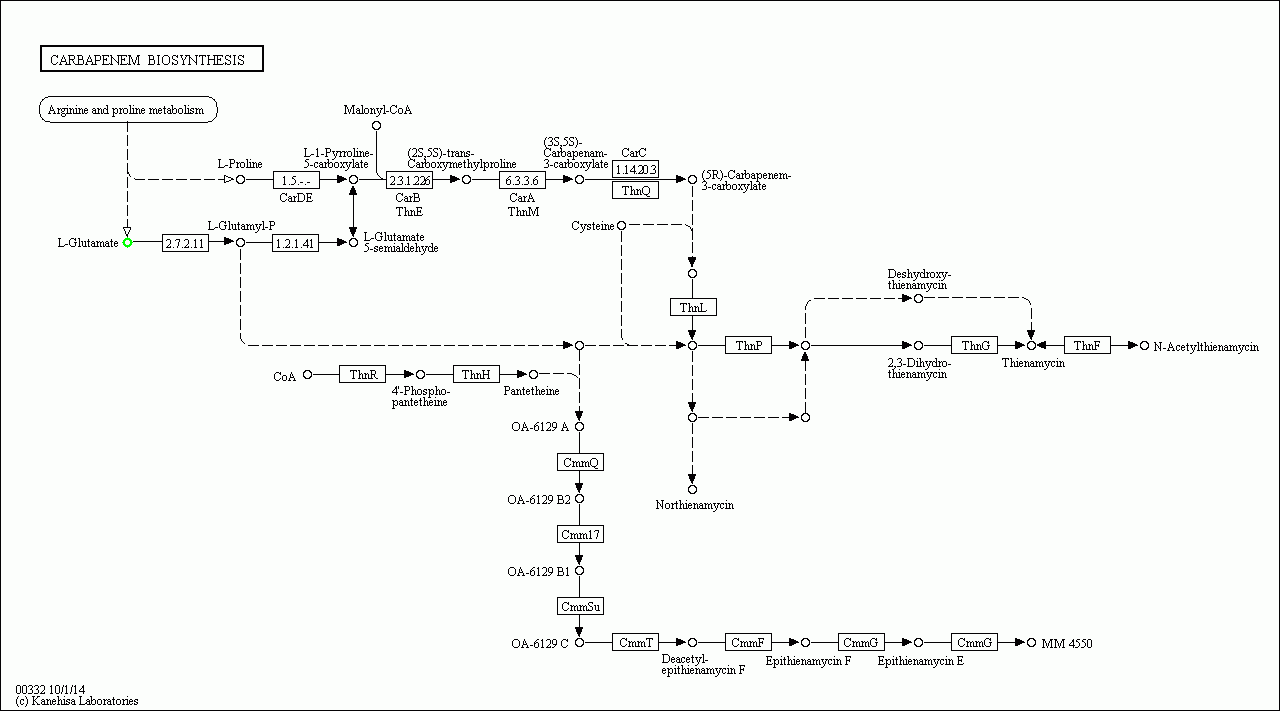 CARBAPENEM BIOSYNTHESIS
Arginine and proline metabolism
Malonyl-CoA
L-Proline
1.5.-.-
CarDE
L-1-Pyrroline-
5-carboxylate
2.3.1.226
CarB
ThnE
(2S,5S)-trans-
Carboxymethylproline
6.3.3.6
CarA
ThnM
(3S,5S)-
Carbapenam-
3-carboxylate
CarC
1.14.20.3
ThnQ
(5R)-Carbapenem-
3-carboxylate
L-Glutamate
2.7.2.11
L-Glutamyl-P
1.2.1.41
L-Glutamate
5-semialdehyde
Cysteine
ThnL
Deshydroxy-
thienamycin
ThnP
2,3-Dihydro-
thienamycin
ThnG
Thienamycin
ThnF
N-Acetylthienamycin
CoA
ThnR
4'-Phospho-
pantetheine
ThnH
Pantetheine
OA-6129 A
CmmQ
OA-6129 B2
Northienamycin
Cmm17
OA-6129 B1
CmmSu
OA-6129 C
CmmT
Deacetyl-
epithienamycin F
CmmF
Epithienamycin F
CmmG
Epithienamycin E
CmmG
MM 4550
00332 10/1/14
(c) Kanehisa Laboratories